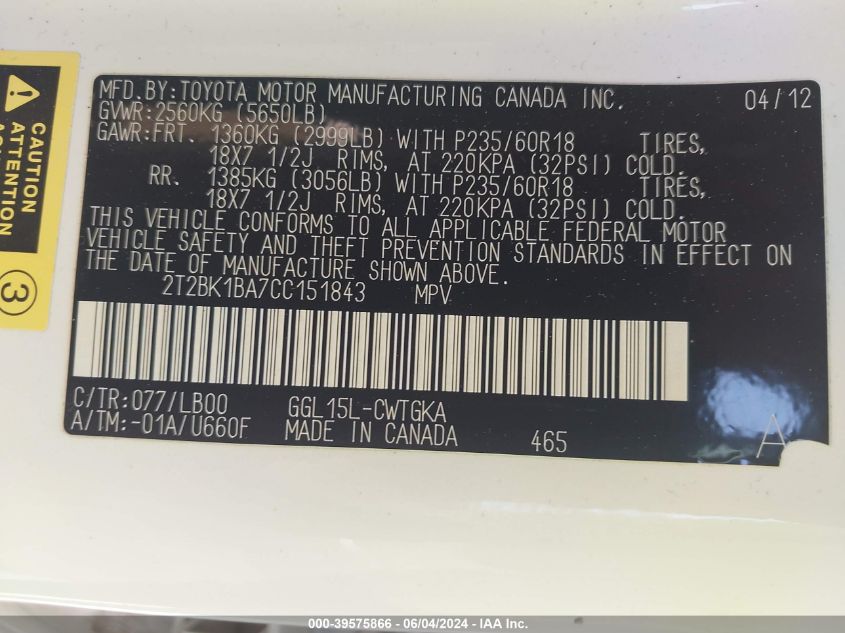 CAUTION
ATTENTION
3
MFD.BY:TOYOTA MOTOR MANUFACTURING CANADA INC. 04/12
GVWR:2560KG (5650LB)
GAWR:FRT. 1360KG (2999LB) WITH P235/60R18 TIRES,
18X7 1/2J RIMS, AT 220KPA (32PSI) COLD.
RR. 1385KG (3056LB) WITH P235/60R18 TIRES,
18X7 1/2J RIMS, AT 220KPA (32PSI) COLD.
THIS VEHICLE CONFORMS TO ALL APPLICABLE FEDERAL MOTOR
VEHICLE SAFETY AND THEFT PREVENTION STANDARDS IN EFFECT ON
THE DATE OF MANUFACTURE SHOWN ABOVE.
2T2BK1BA7CC151843 MPV
C/TR:077/LB00 GGL15L-CWTGKA
A/TM:-01A/U660F MADE IN CANADA 465 A
000-39575866 - 06/04/2024 - IAA Inc.